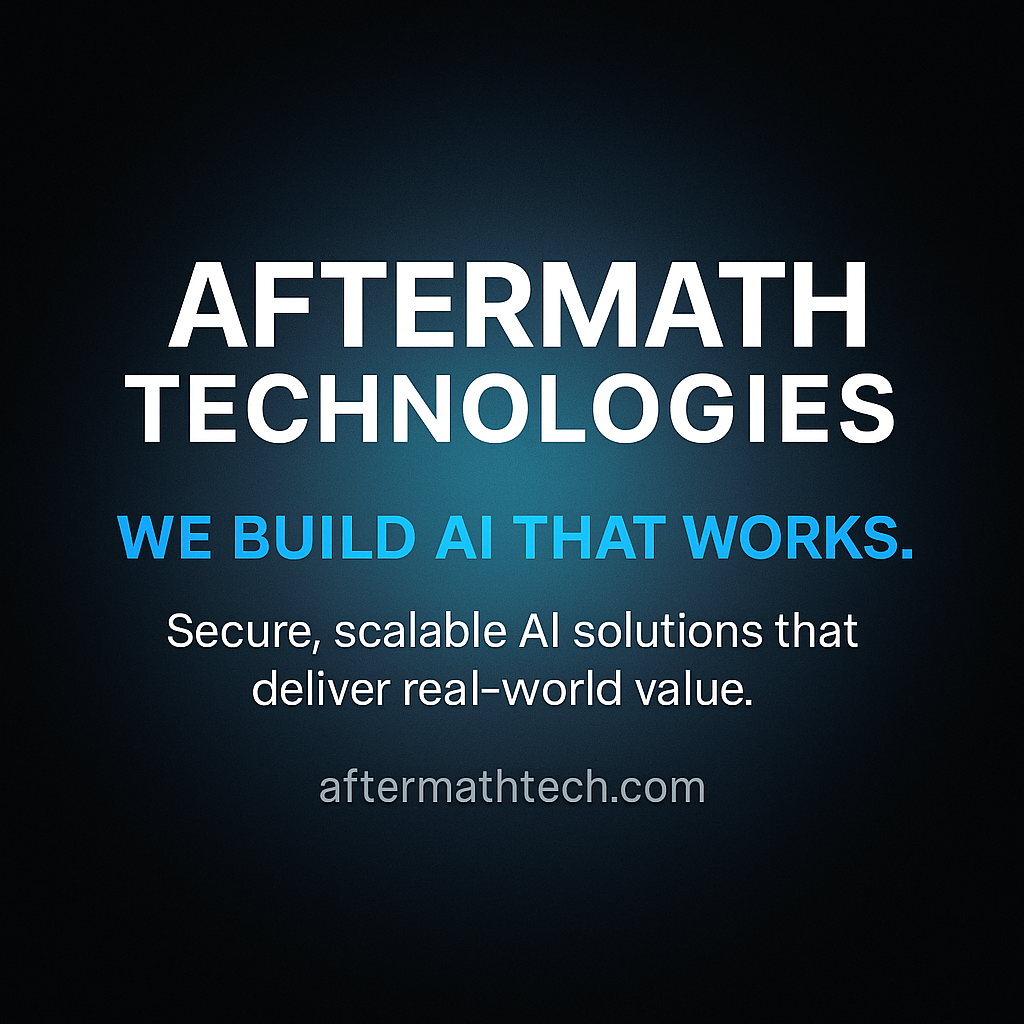 AFTERMATH
TECHNOLOGIES
WE BUILD AI THAT WORKS.
Secure, scalable AI solutions that
deliver real-world value.
aftermathtech.com